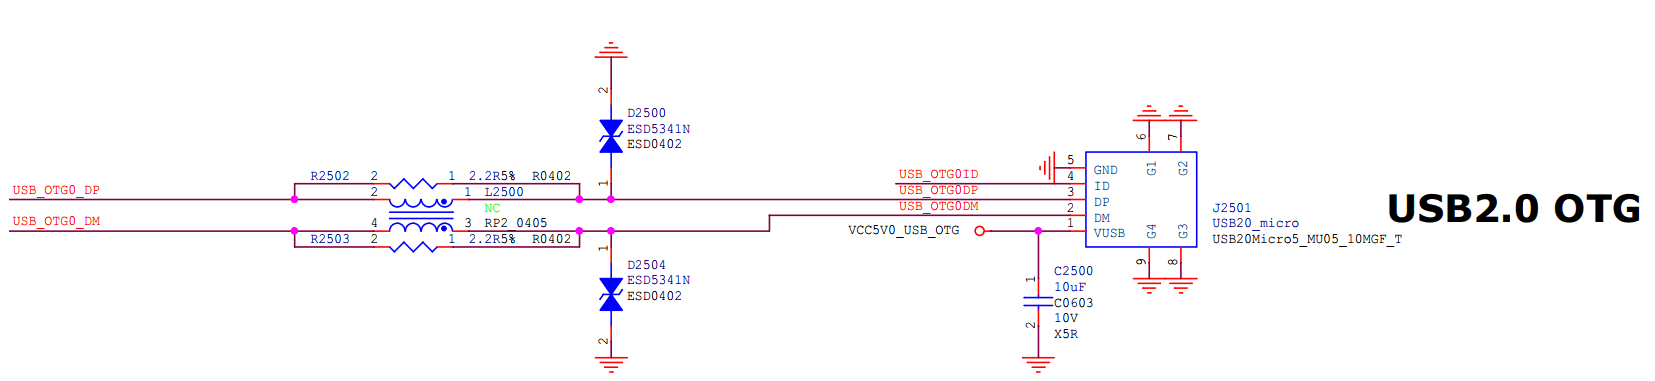 2
D2500
ESD5341N
ESD0402
1
R2502 2 1 2.2R5% R0402
USB_OTG0_DP
2 1 L2500
NC
USB_OTG0_DM
4 3 RP2_0405
R2503 2 1 2.2R5% R0402
1
D2504
ESD5341N
ESD0402
2
USB_OTG0ID
USB_OTG0DP
USB_OTG0DM
VCC5V0_USB_OTG
1
C2500
10uF
C0603
10V
X5R
2
6 7
G1 G2
5 GND
4 ID
3 DP
2 DM
1 VUSB
G4 G3
9 8
J2501
USB20_micro
USB20Micro5_MU05_10MGF_T
USB2.0 OTG